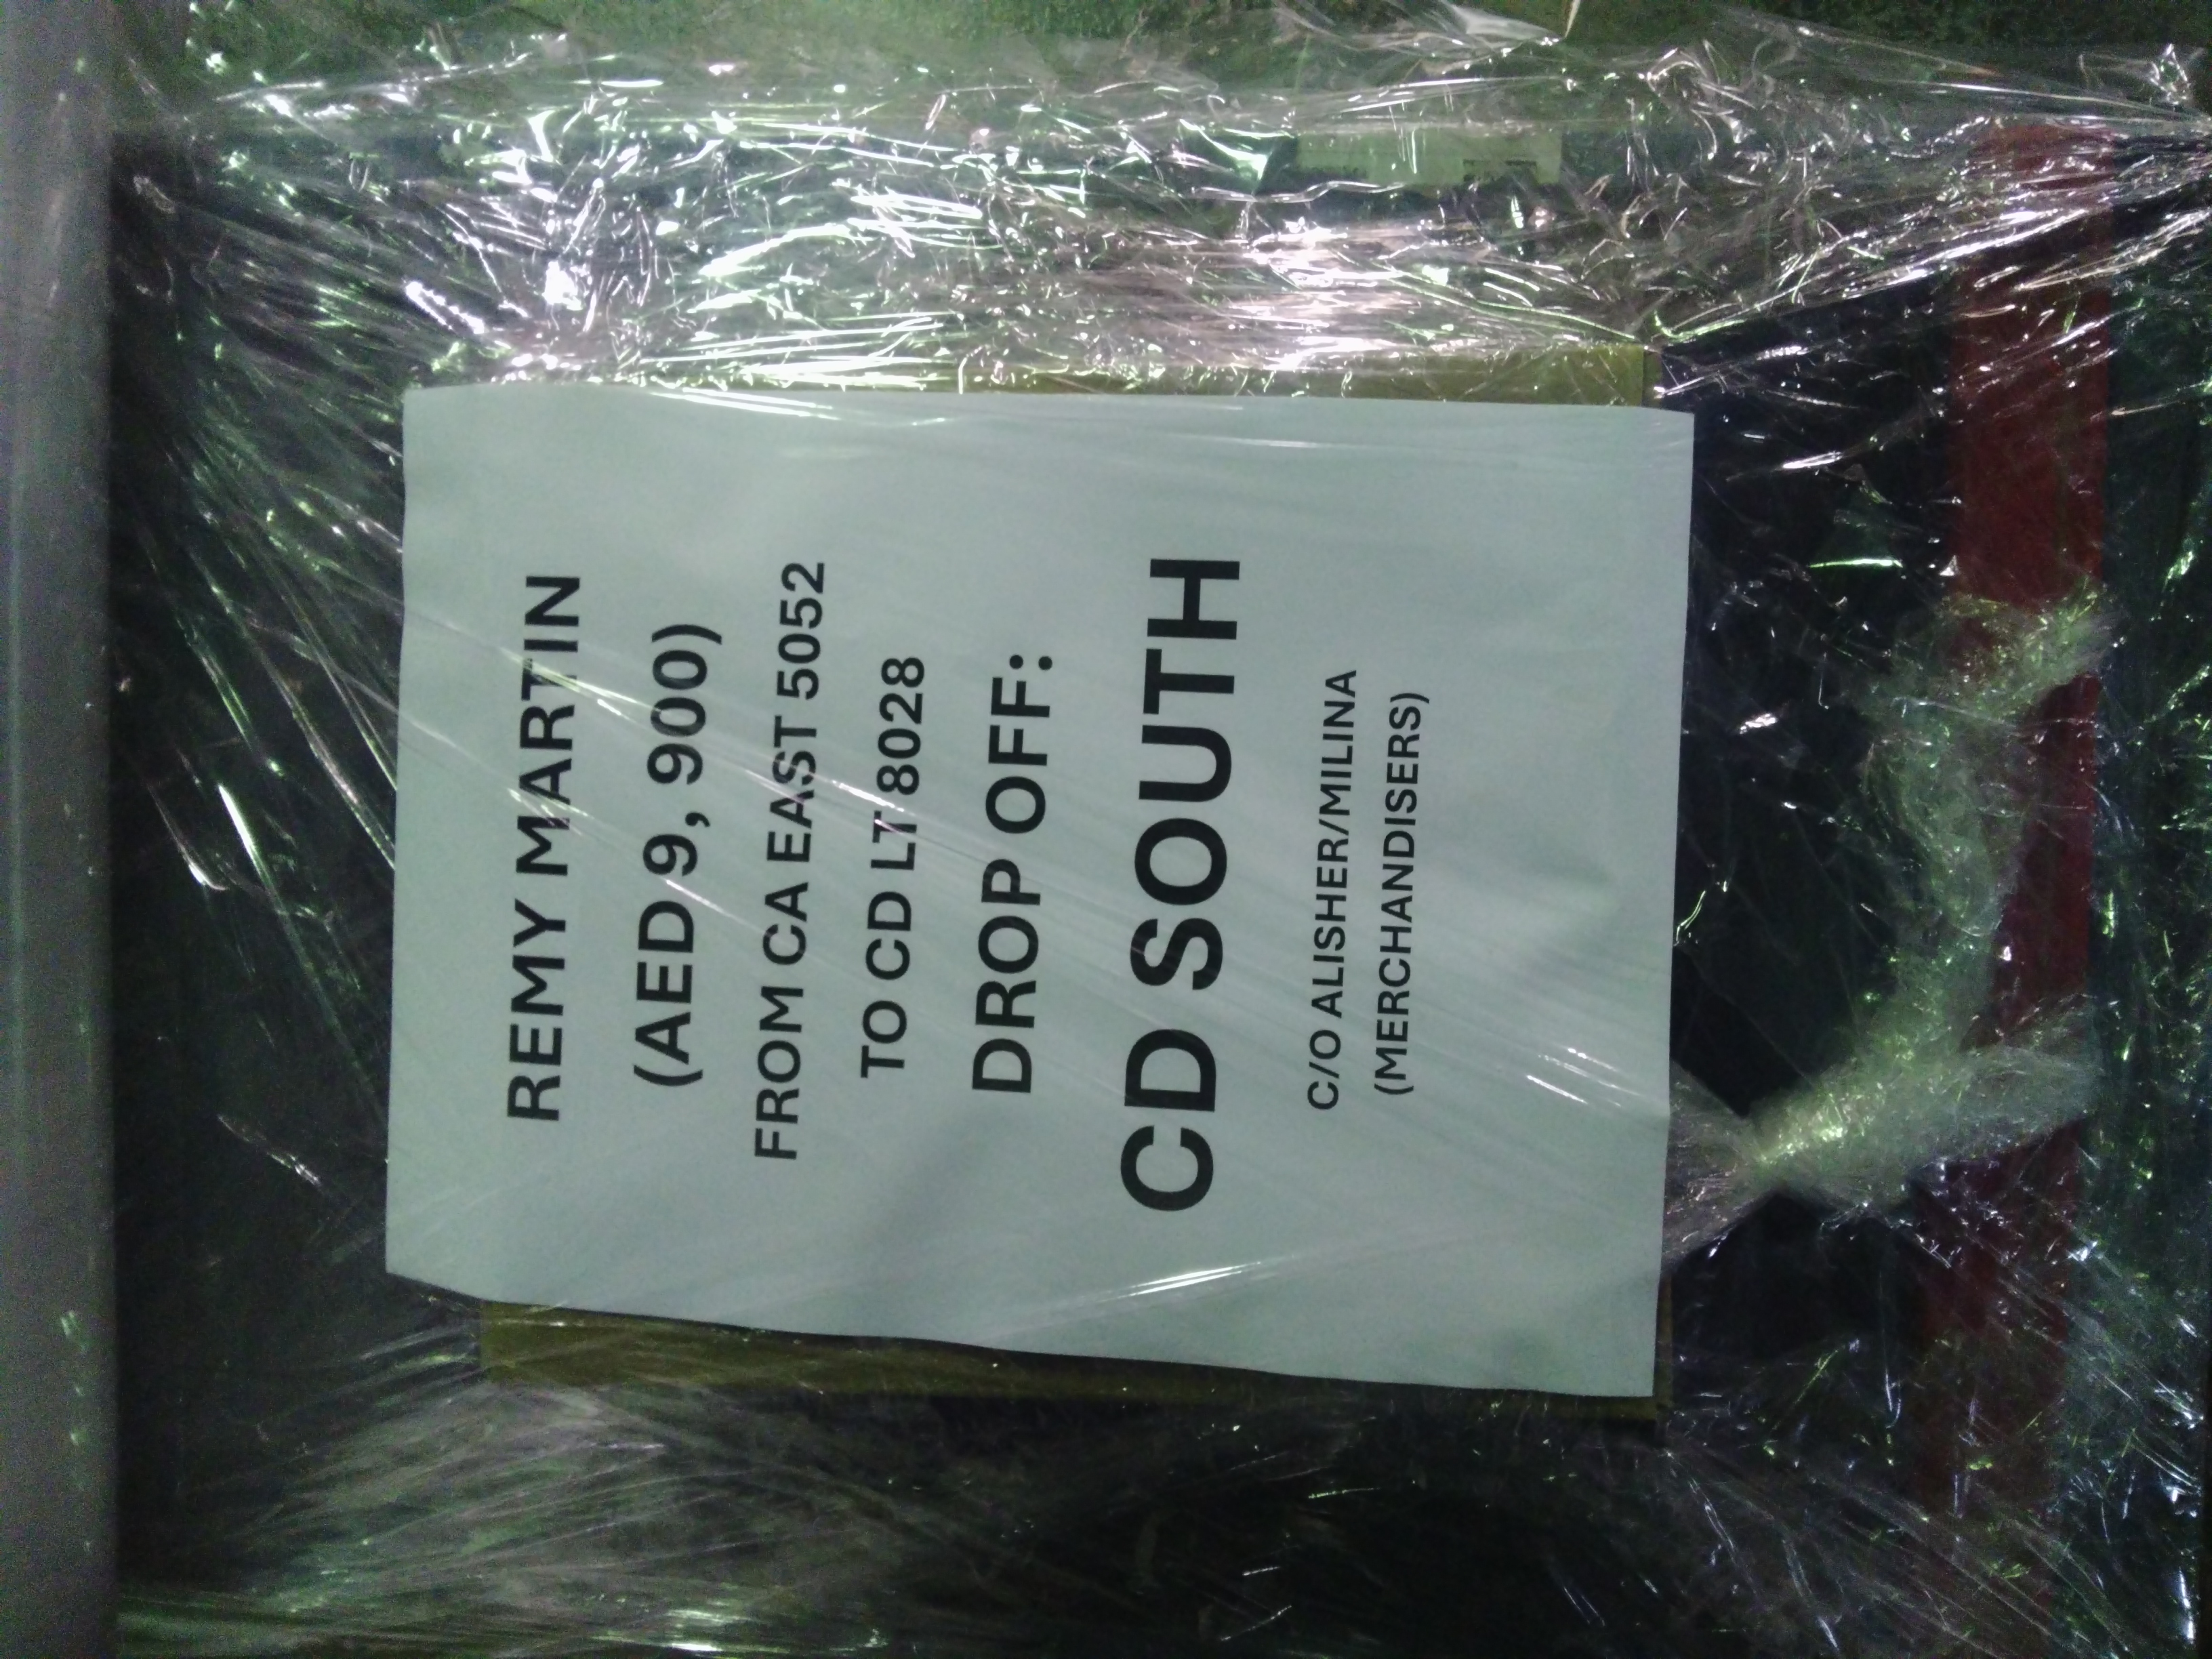 REMY MARTIN
(AED 9, 900)
FROM CA EAST 5052
TO CD LT 8028
DROP OFF:
CD SOUTH
C/O ALISHER/MILINA
(MERCHANDISERS)